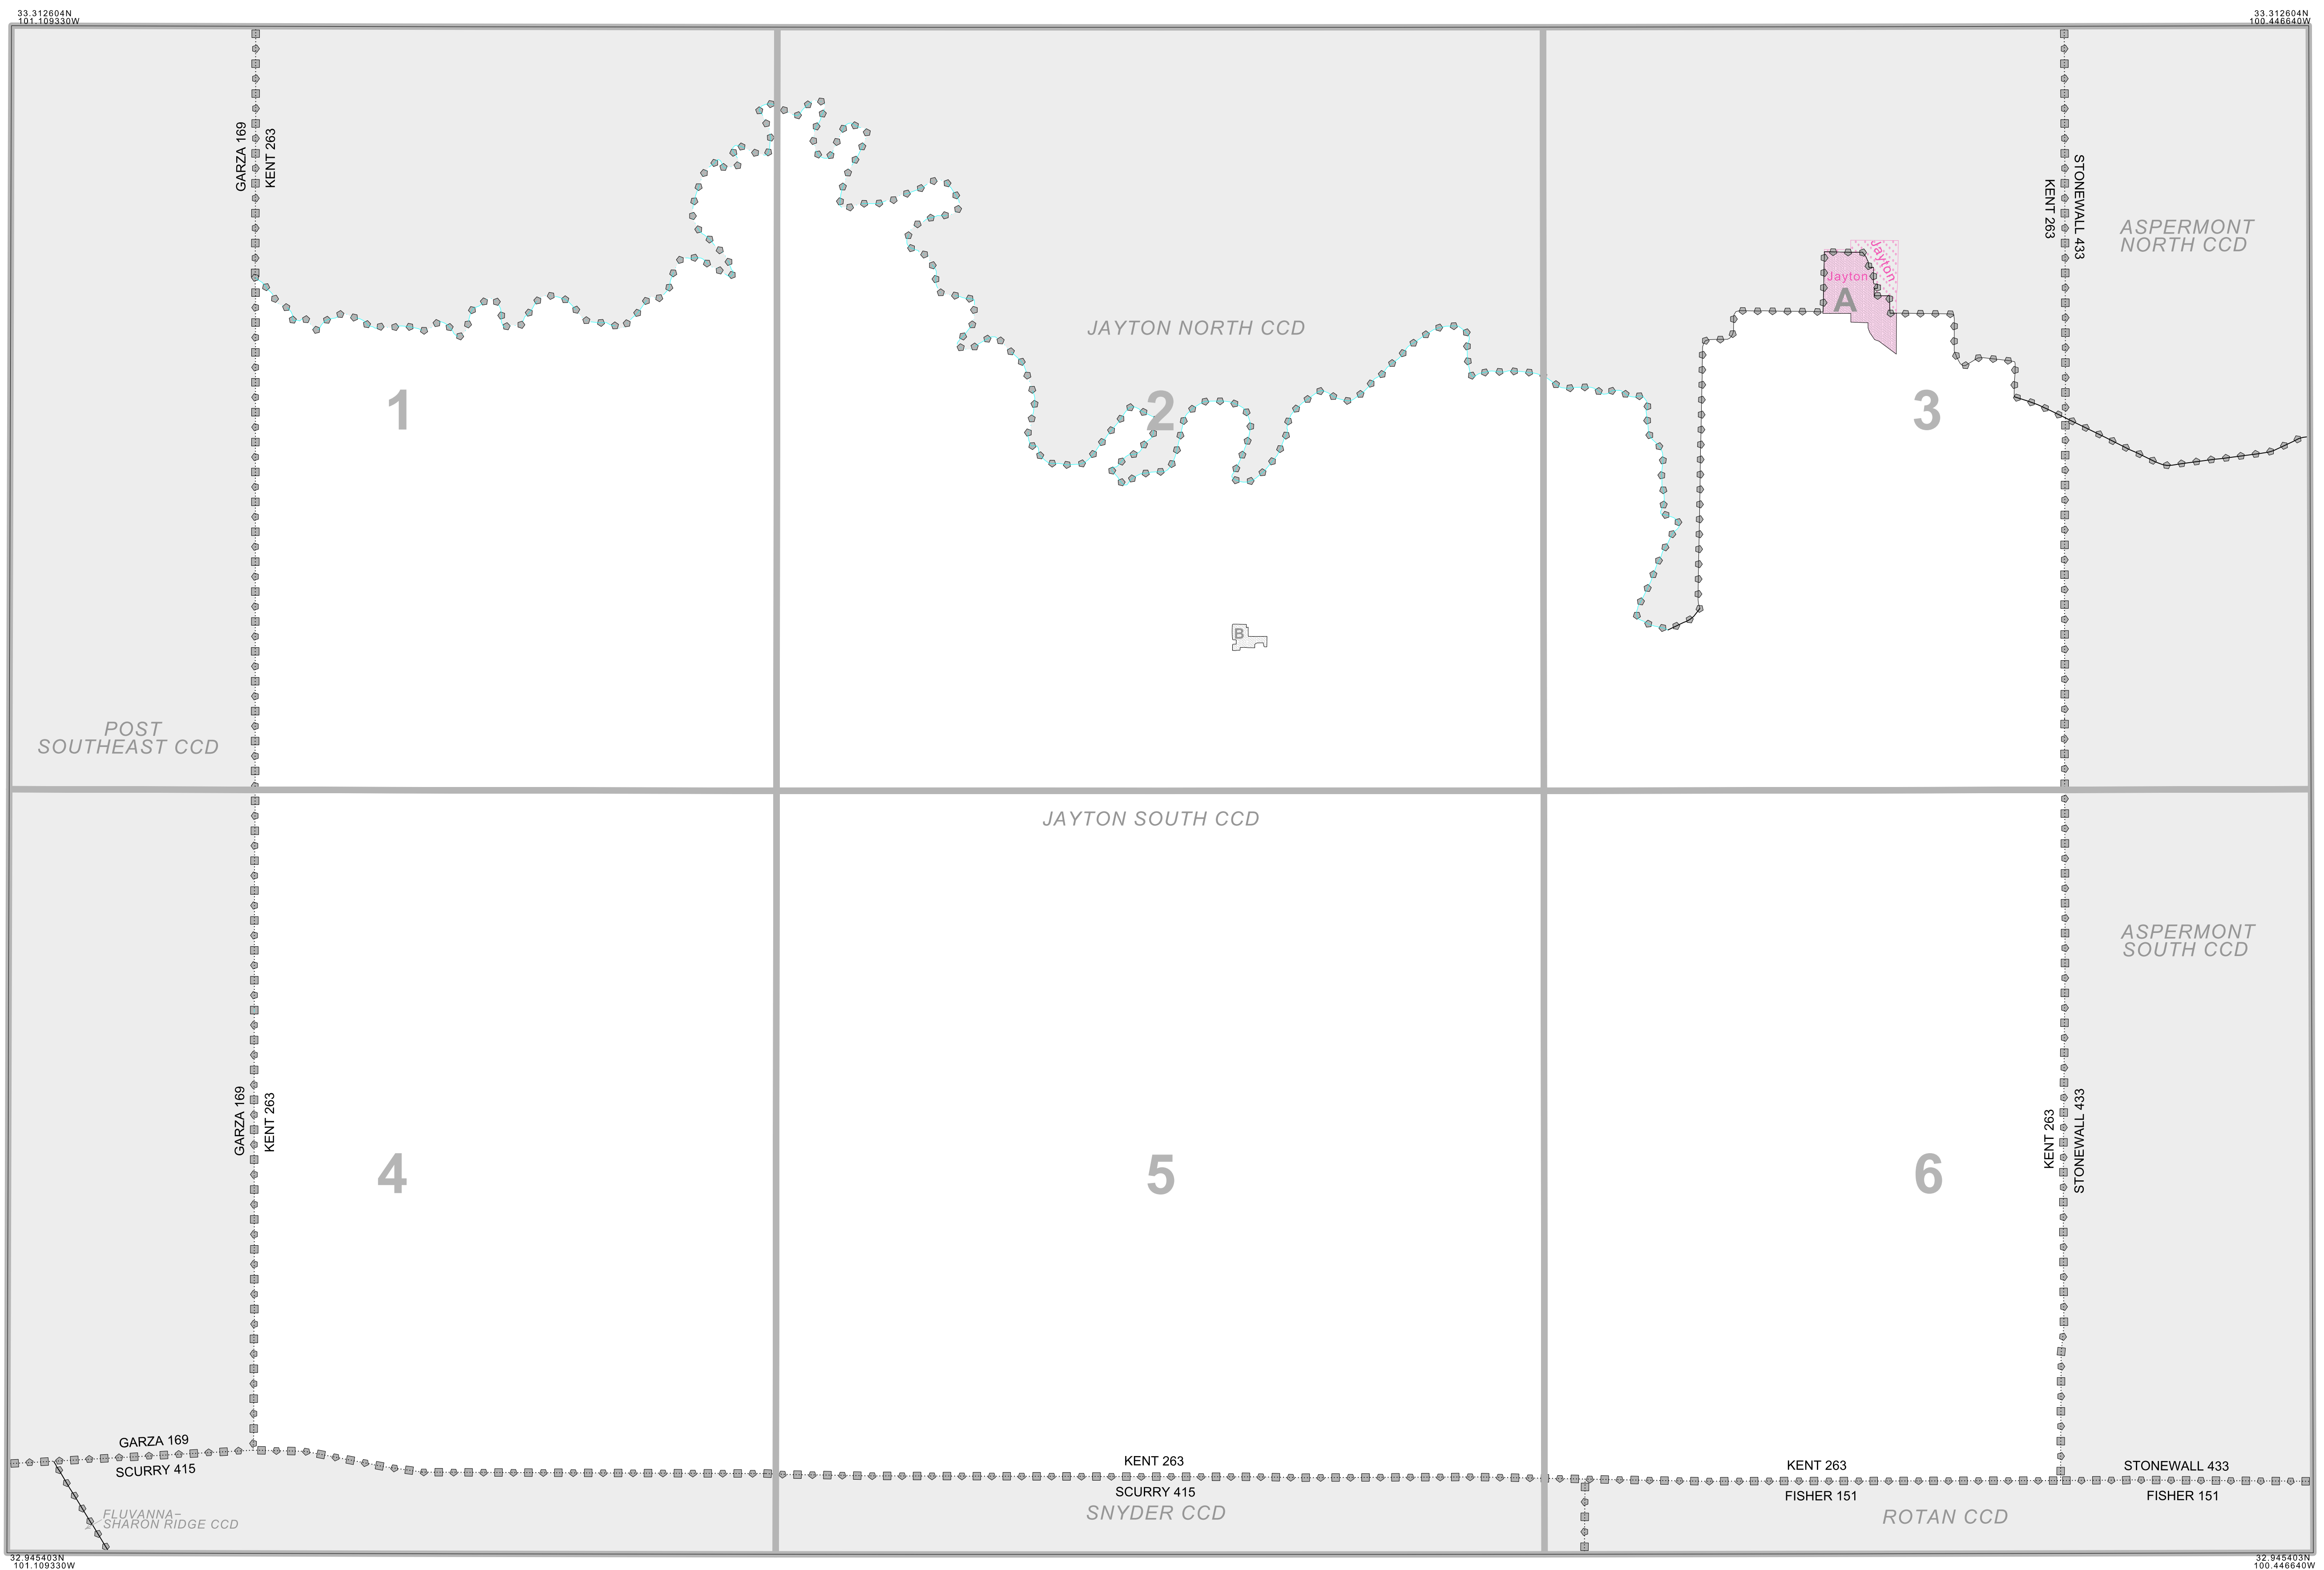 33.312604N
101.109330W
33.312604N
100.446640W
GARZA 169
KENT 263
STONEWALL 433
KENT 263
ASPERMONT
NORTH CCD
Jayton
Jayton
A
JAYTON NORTH CCD
1
2
3
B
POST
SOUTHEAST CCD
JAYTON SOUTH CCD
ASPERMONT
SOUTH CCD
GARZA 169
KENT 263
KENT 263
STONEWALL 433
4
5
6
GARZA 169
SCURRY 415
KENT 263
SCURRY 415
KENT 263
FISHER 151
STONEWALL 433
FISHER 151
FLUVANNA-
SHARON RIDGE CCD
SNYDER CCD
ROTAN CCD
32.945403N
101.109330W
32.945403N
100.446640W